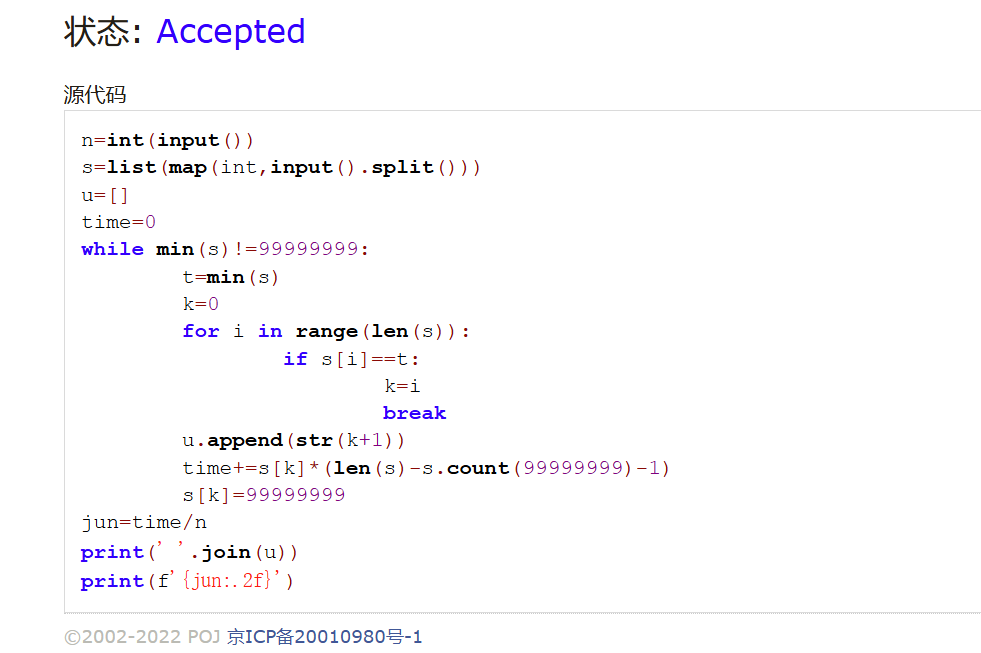 状态: Accepted
源代码
n=int(input())
s=list(map(int,input().split()))
u=[]
time=0
while min(s)!=99999999:
        t=min(s)
        k=0
        for i in range(len(s)):
                if s[i]==t:
                        k=i
                        break
        u.append(str(k+1))
        time+=s[k]*(len(s)-s.count(99999999)-1)
        s[k]=99999999
jun=time/n
print(' '.join(u))
print(f'{jun:.2f}')
©2002-2022 POJ 京ICP备20010980号-1